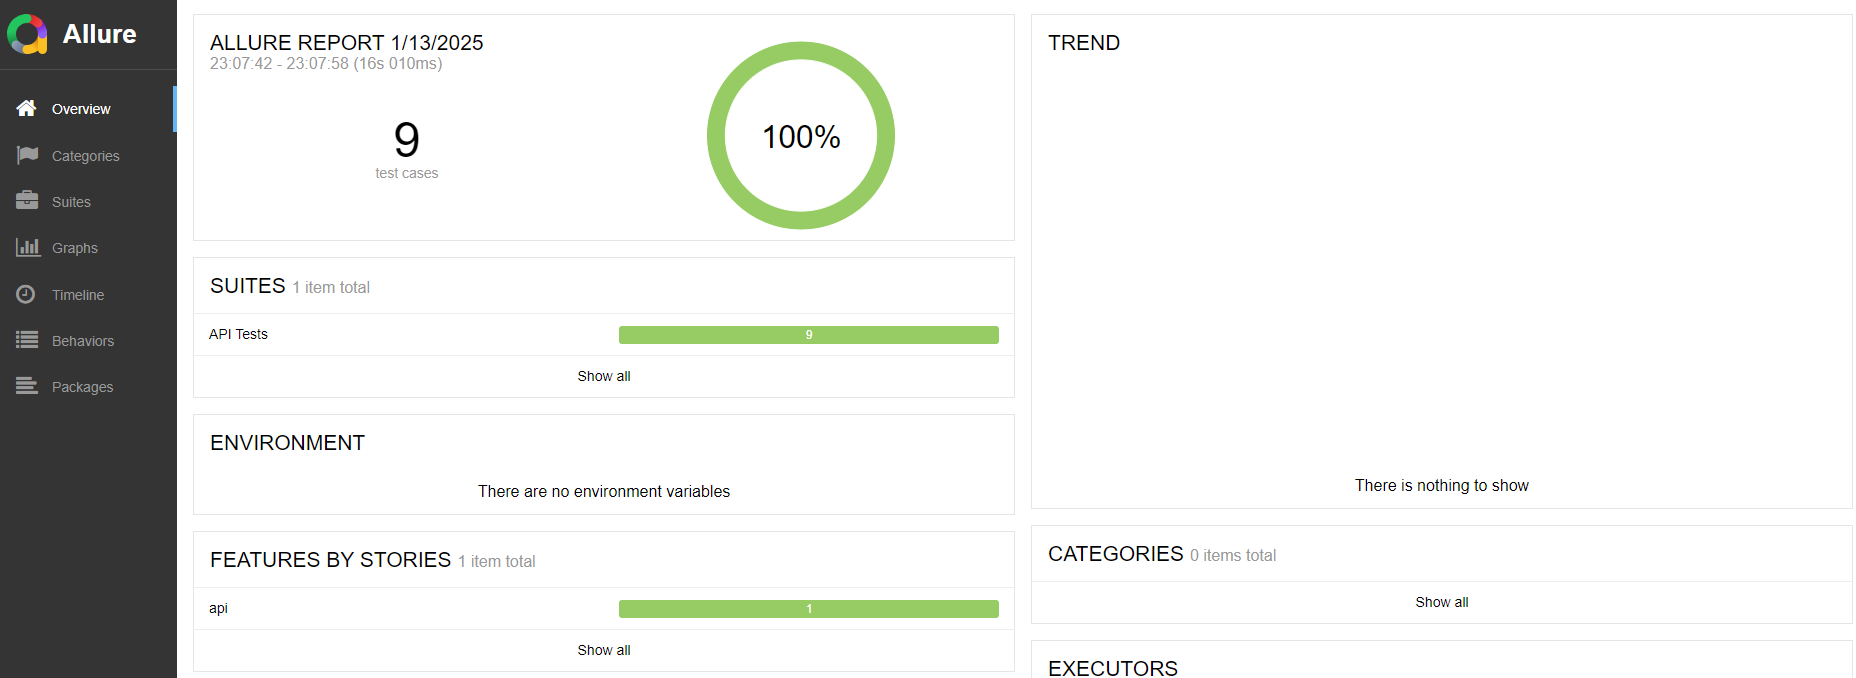 Allure
Overview
Categories
Suites
Graphs
Timeline
Behaviors
Packages
ALLURE REPORT 1/13/2025
23:07:42 - 23:07:58 (16s 010ms)
9
test cases
100%
SUITES 1 item total
API Tests 9
Show all
ENVIRONMENT
There are no environment variables
FEATURES BY STORIES 1 item total
api 1
Show all
TREND
There is nothing to show
CATEGORIES 0 items total
Show all
EXECUTORS